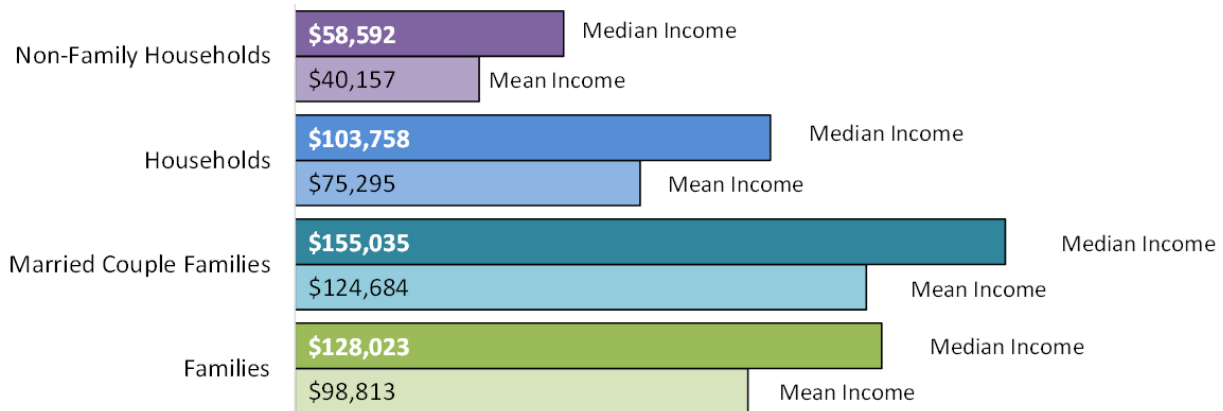 Non-Family Households
$58,592 Median Income
$40,157 Mean Income
Households
$103,758 Median Income
$75,295 Mean Income
Married Couple Families
$155,035 Median Income
$124,684 Mean Income
Families
$128,023 Median Income
$98,813 Mean Income